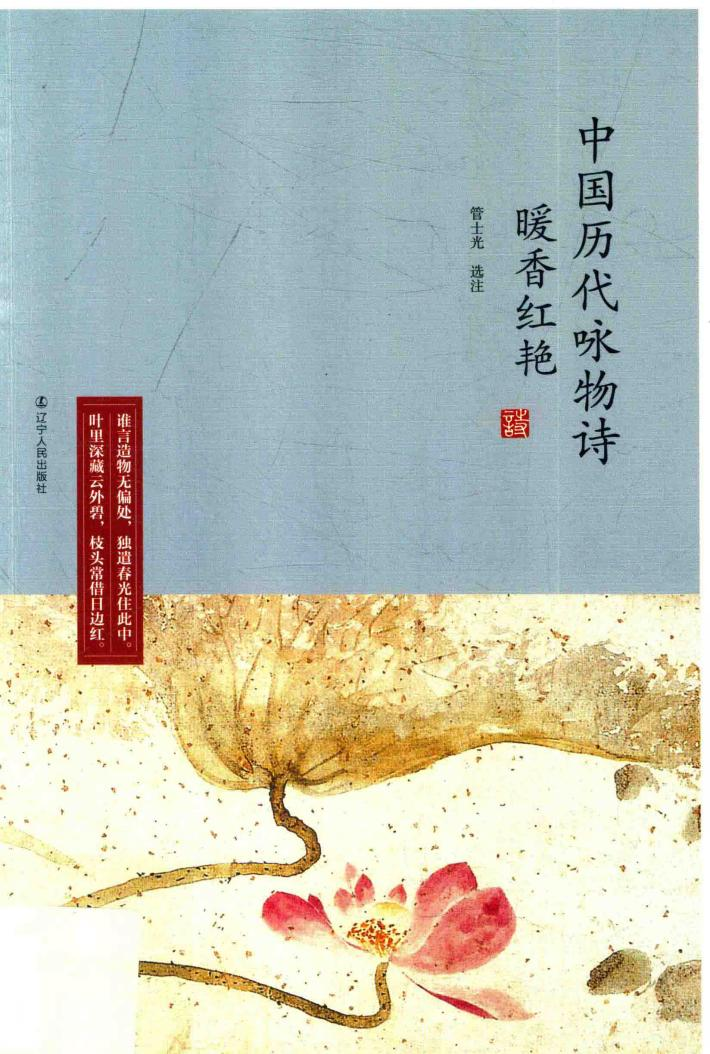 中国历代咏物诗
暖香红艳
詩
管士光 选注
谁言造物无偏处，独遣春光住此中。
叶里深藏云外碧，枝头常借日边红。
辽宁人民出版社